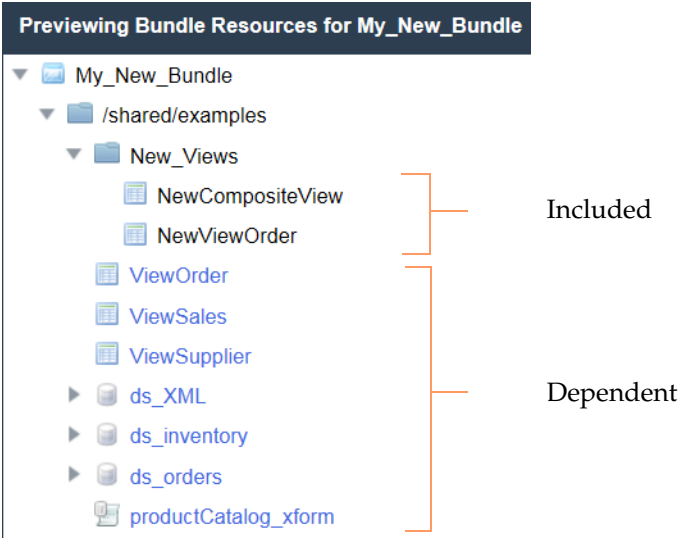 Previewing Bundle Resources for My_New_Bundle
My_New_Bundle
/shared/examples
New_Views
NewCompositeView
NewViewOrder
Included
ViewOrder
ViewSales
ViewSupplier
ds_XML
Dependent
ds_inventory
ds_orders
productCatalog_xform